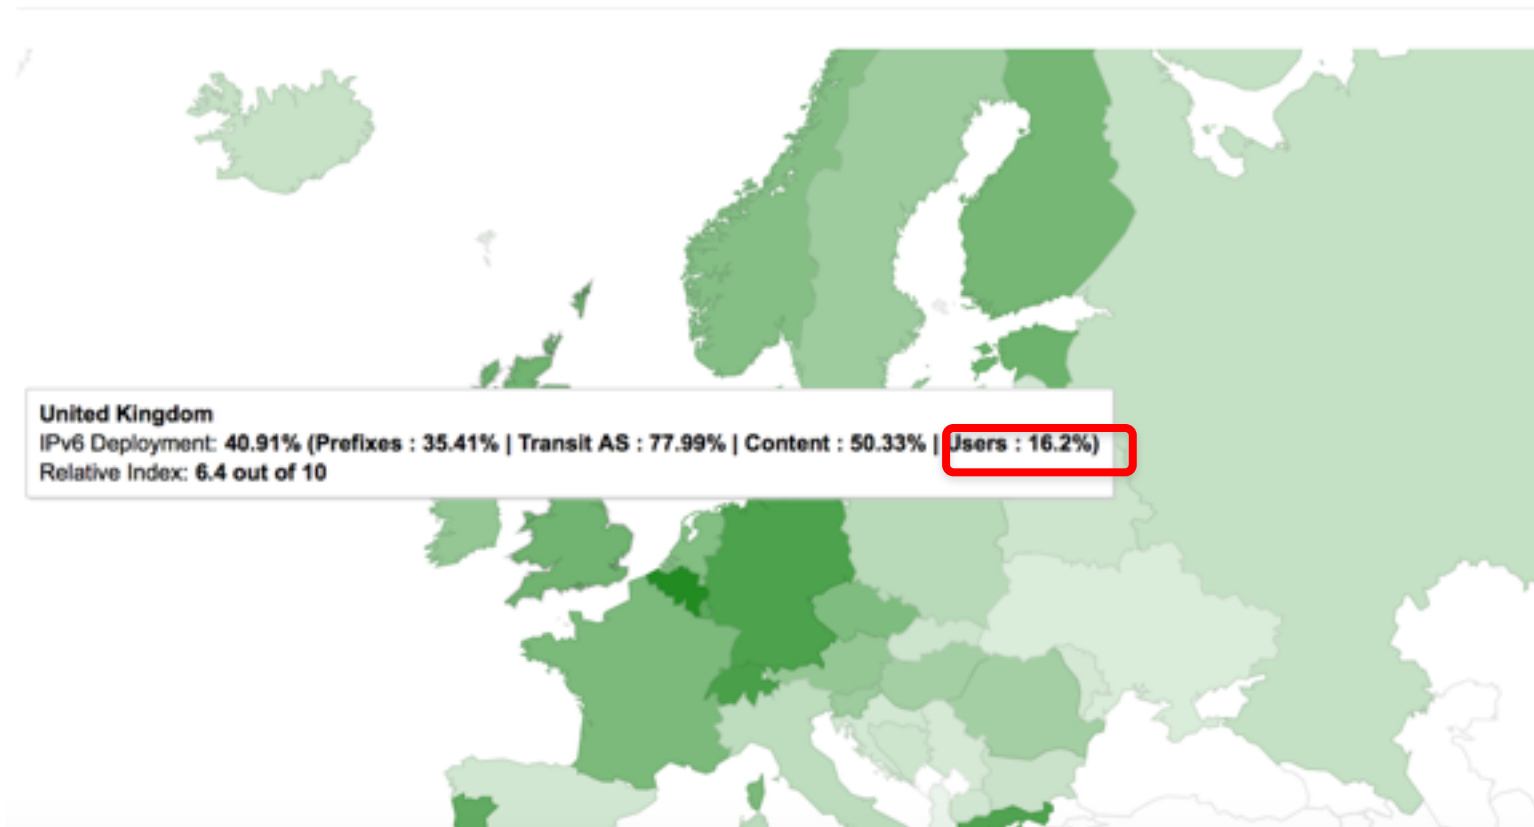 United Kingdom
IPv6 Deployment: 40.91% (Prefixes : 35.41% | Transit AS : 77.99% | Content : 50.33% | Users : 16.2%)
Relative Index: 6.4 out of 10